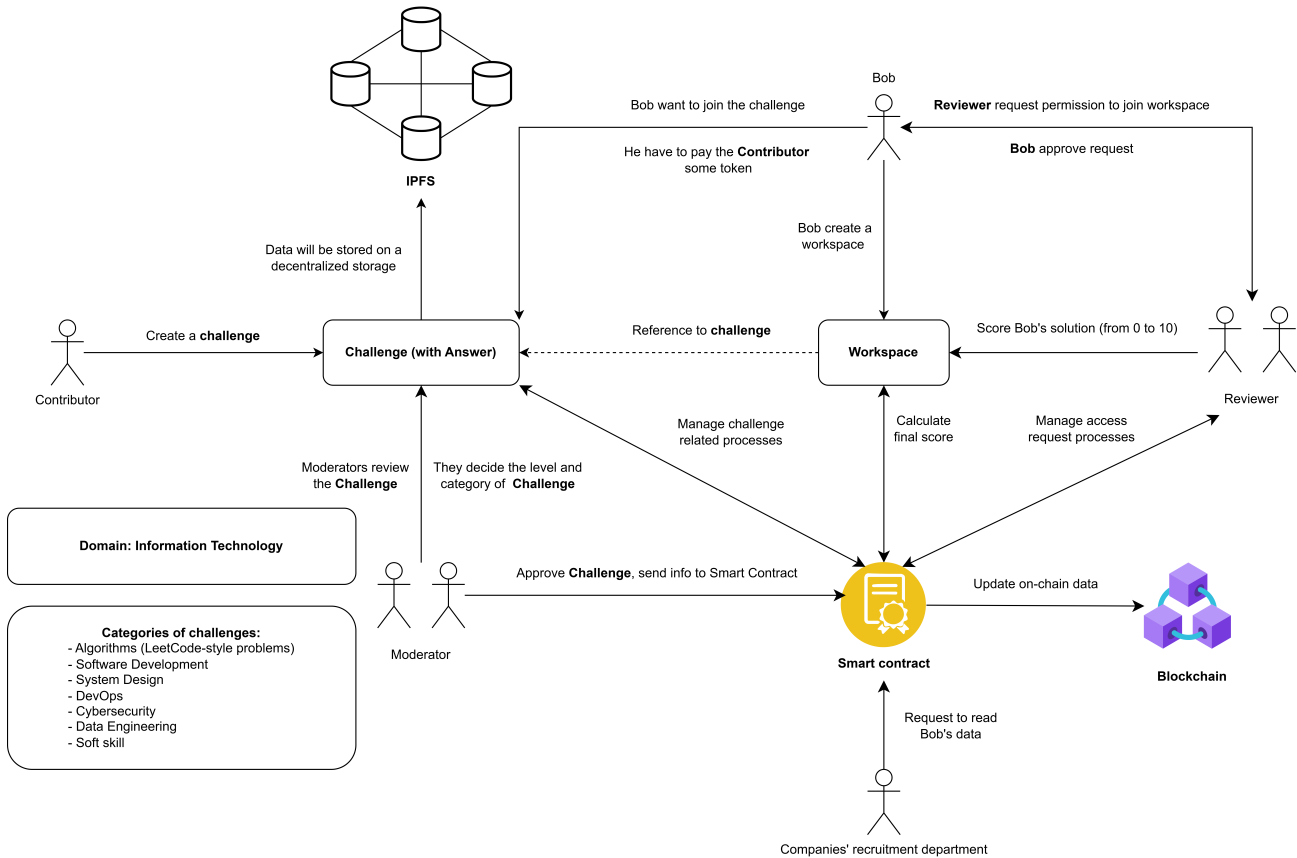 Bob
Bob want to join the challenge
Reviewer request permission to join workspace
He have to pay the Contributor
some token
Bob approve request
IPFS
Data will be stored on a
decentralized storage
Bob create a
workspace
Create a challenge
Challenge (with Answer)
Reference to challenge
Workspace
Score Bob's solution (from 0 to 10)
Contributor
Reviewer
Manage challenge
related processes
Calculate
final score
Manage access
request processes
Moderators review
the Challenge
They decide the level and
category of Challenge
Domain: Information Technology
Approve Challenge, send info to Smart Contract
Update on-chain data
Categories of challenges:
- Algorithms (LeetCode-style problems)
- Software Development
- System Design
- DevOps
- Cybersecurity
- Data Engineering
- Soft skill
Moderator
Smart contract
Blockchain
Request to read
Bob's data
Companies' recruitment department